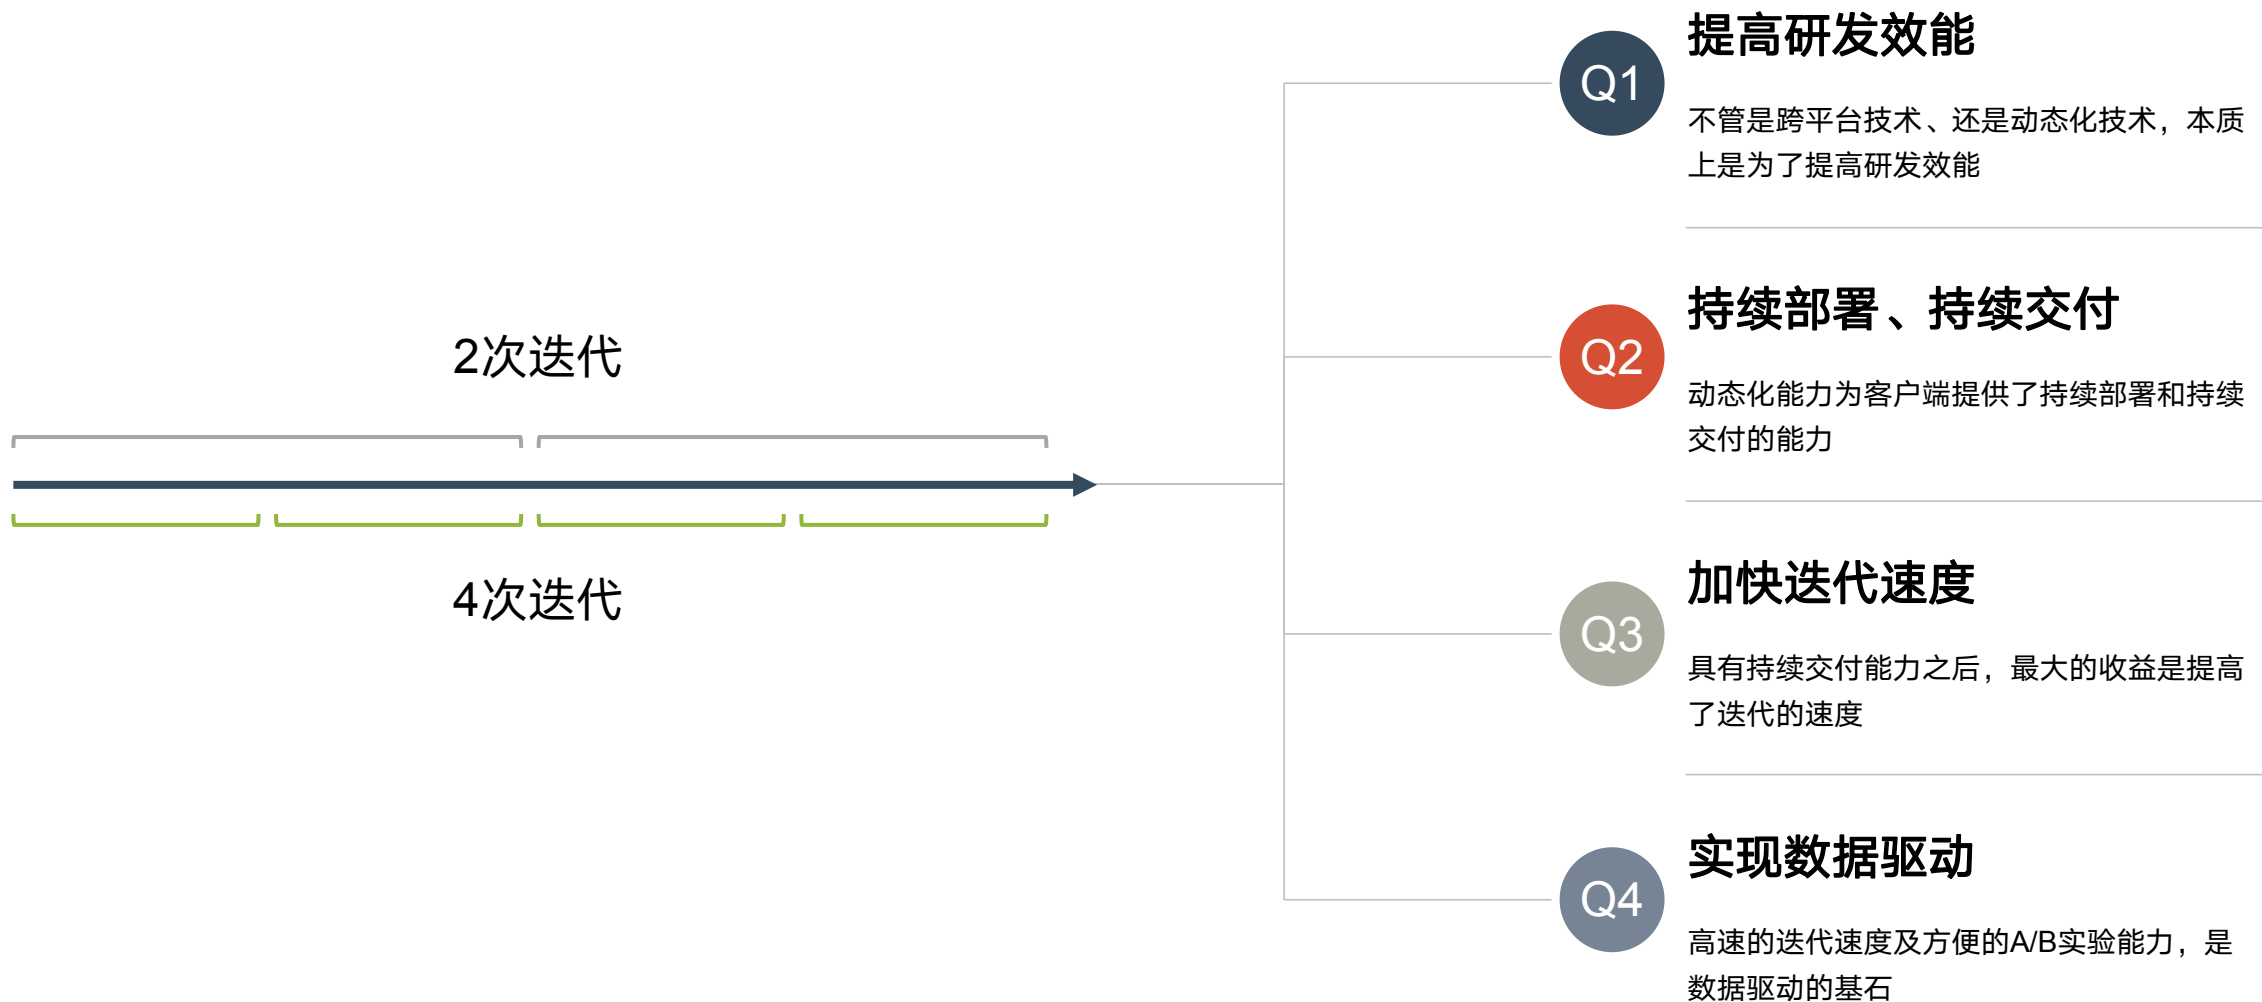 2次迭代
4次迭代
Q1
提高研发效能
不管是跨平台技术、还是动态化技术，本质
上是为了提高研发效能
Q2
持续部署、持续交付
动态化能力为客户端提供了持续部署和持续
交付的能力
Q3
加快迭代速度
具有持续交付能力之后，最大的收益是提高
了迭代的速度
Q4
实现数据驱动
高速的迭代速度及方便的A/B实验能力，是
数据驱动的基石